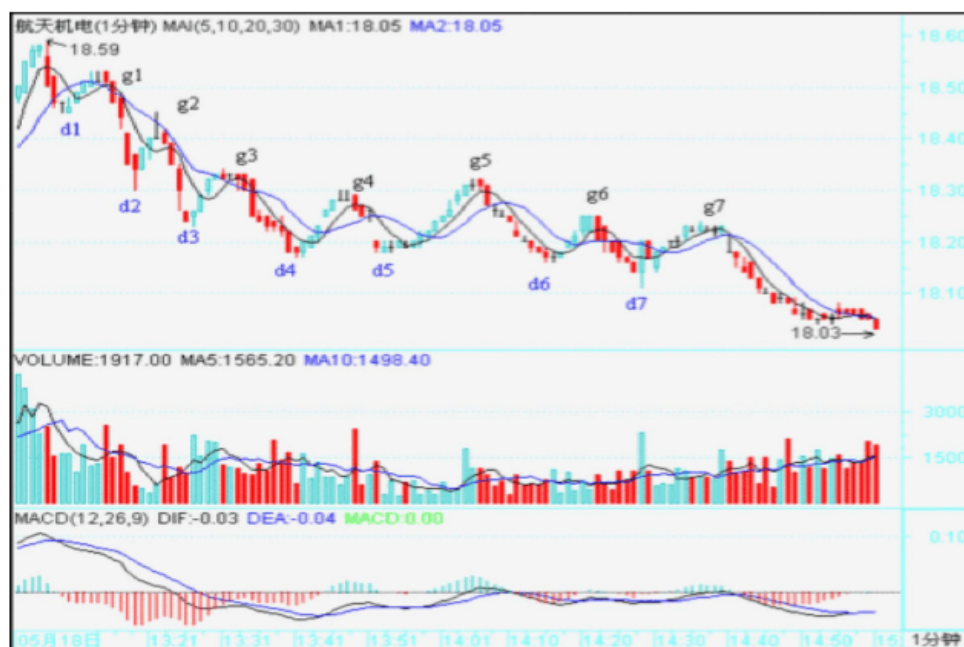 航天机电(1分钟) MAI(5,10,20,30) MA1:18.05 MA2:18.05
18.60
18.59
g1
18.50
g2
d1
18.40
g3
g5
g4
18.30
d2
g6
g7
d3
18.20
d4
d5
d6
d7
18.10
18.03
VOLUME:1917.00 MA5:1565.20 MA10:1498.40
3000
1500
MACD(12,26,9) DIF:-0.03 DEA:-0.04 MACD:0.00
0.10
05月18日 13:21 13:31 13:41 13:51 14:01 14:10 14:20 14:30 14:40 14:50 15 1分钟